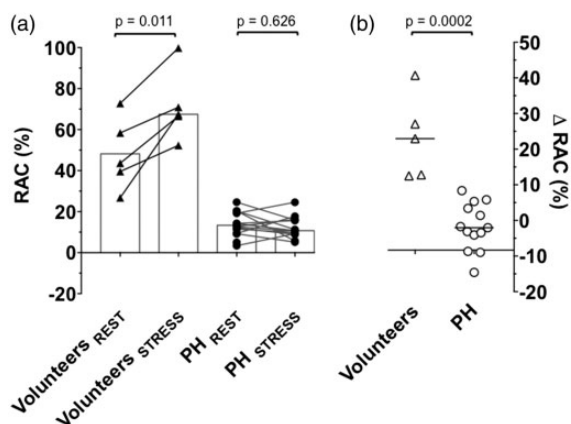 (a)
p = 0.011
p = 0.626
RAC (%)
100
80
60
40
20
0
-20
Volunteers REST
Volunteers STRESS
PH REST
PH STRESS
(b)
p = 0.0002
50
40
30
20
10
0
-10
-20
Δ RAC (%)
Volunteers
PH